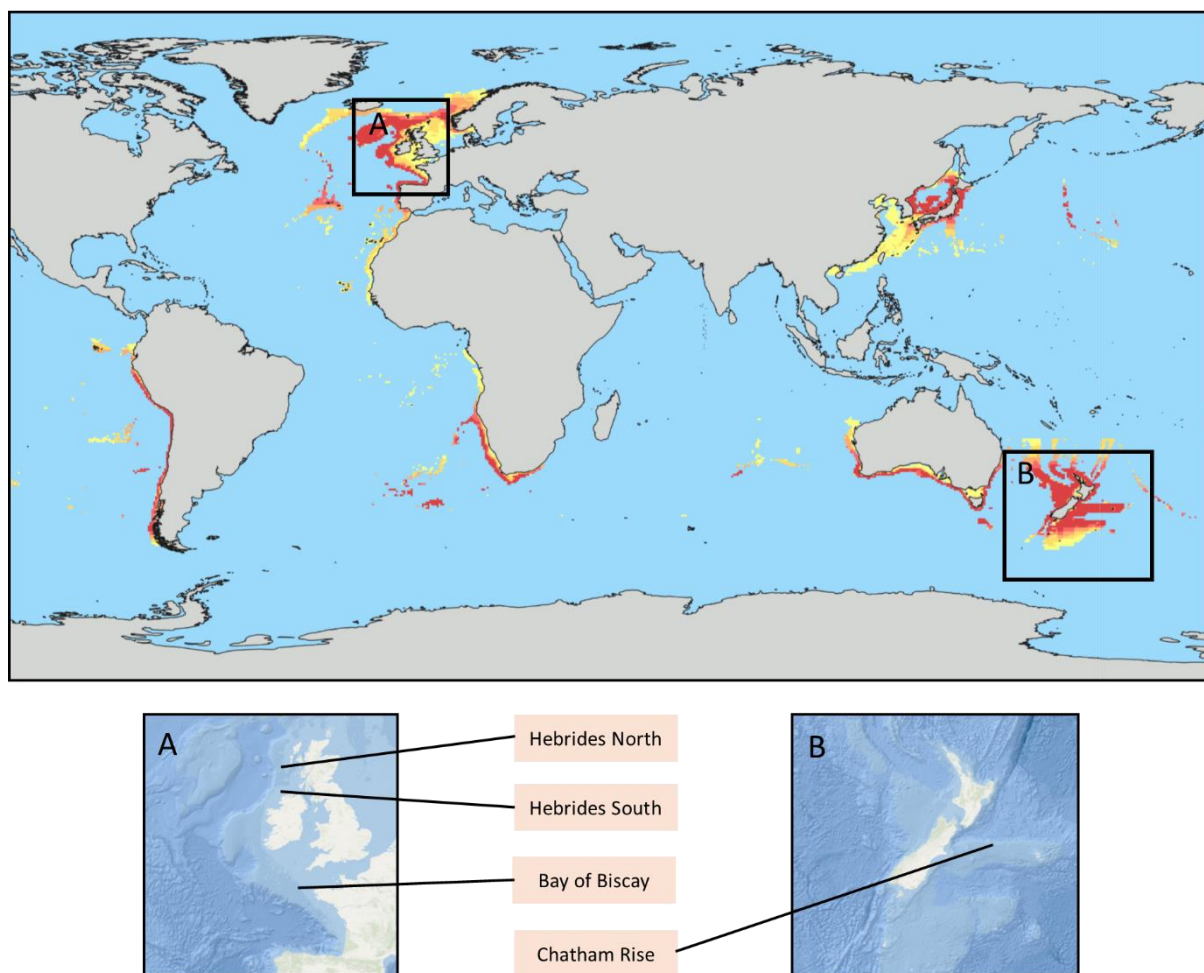 A
B
A
Hebrides North
B
Hebrides South
Bay of Biscay
Chatham Rise